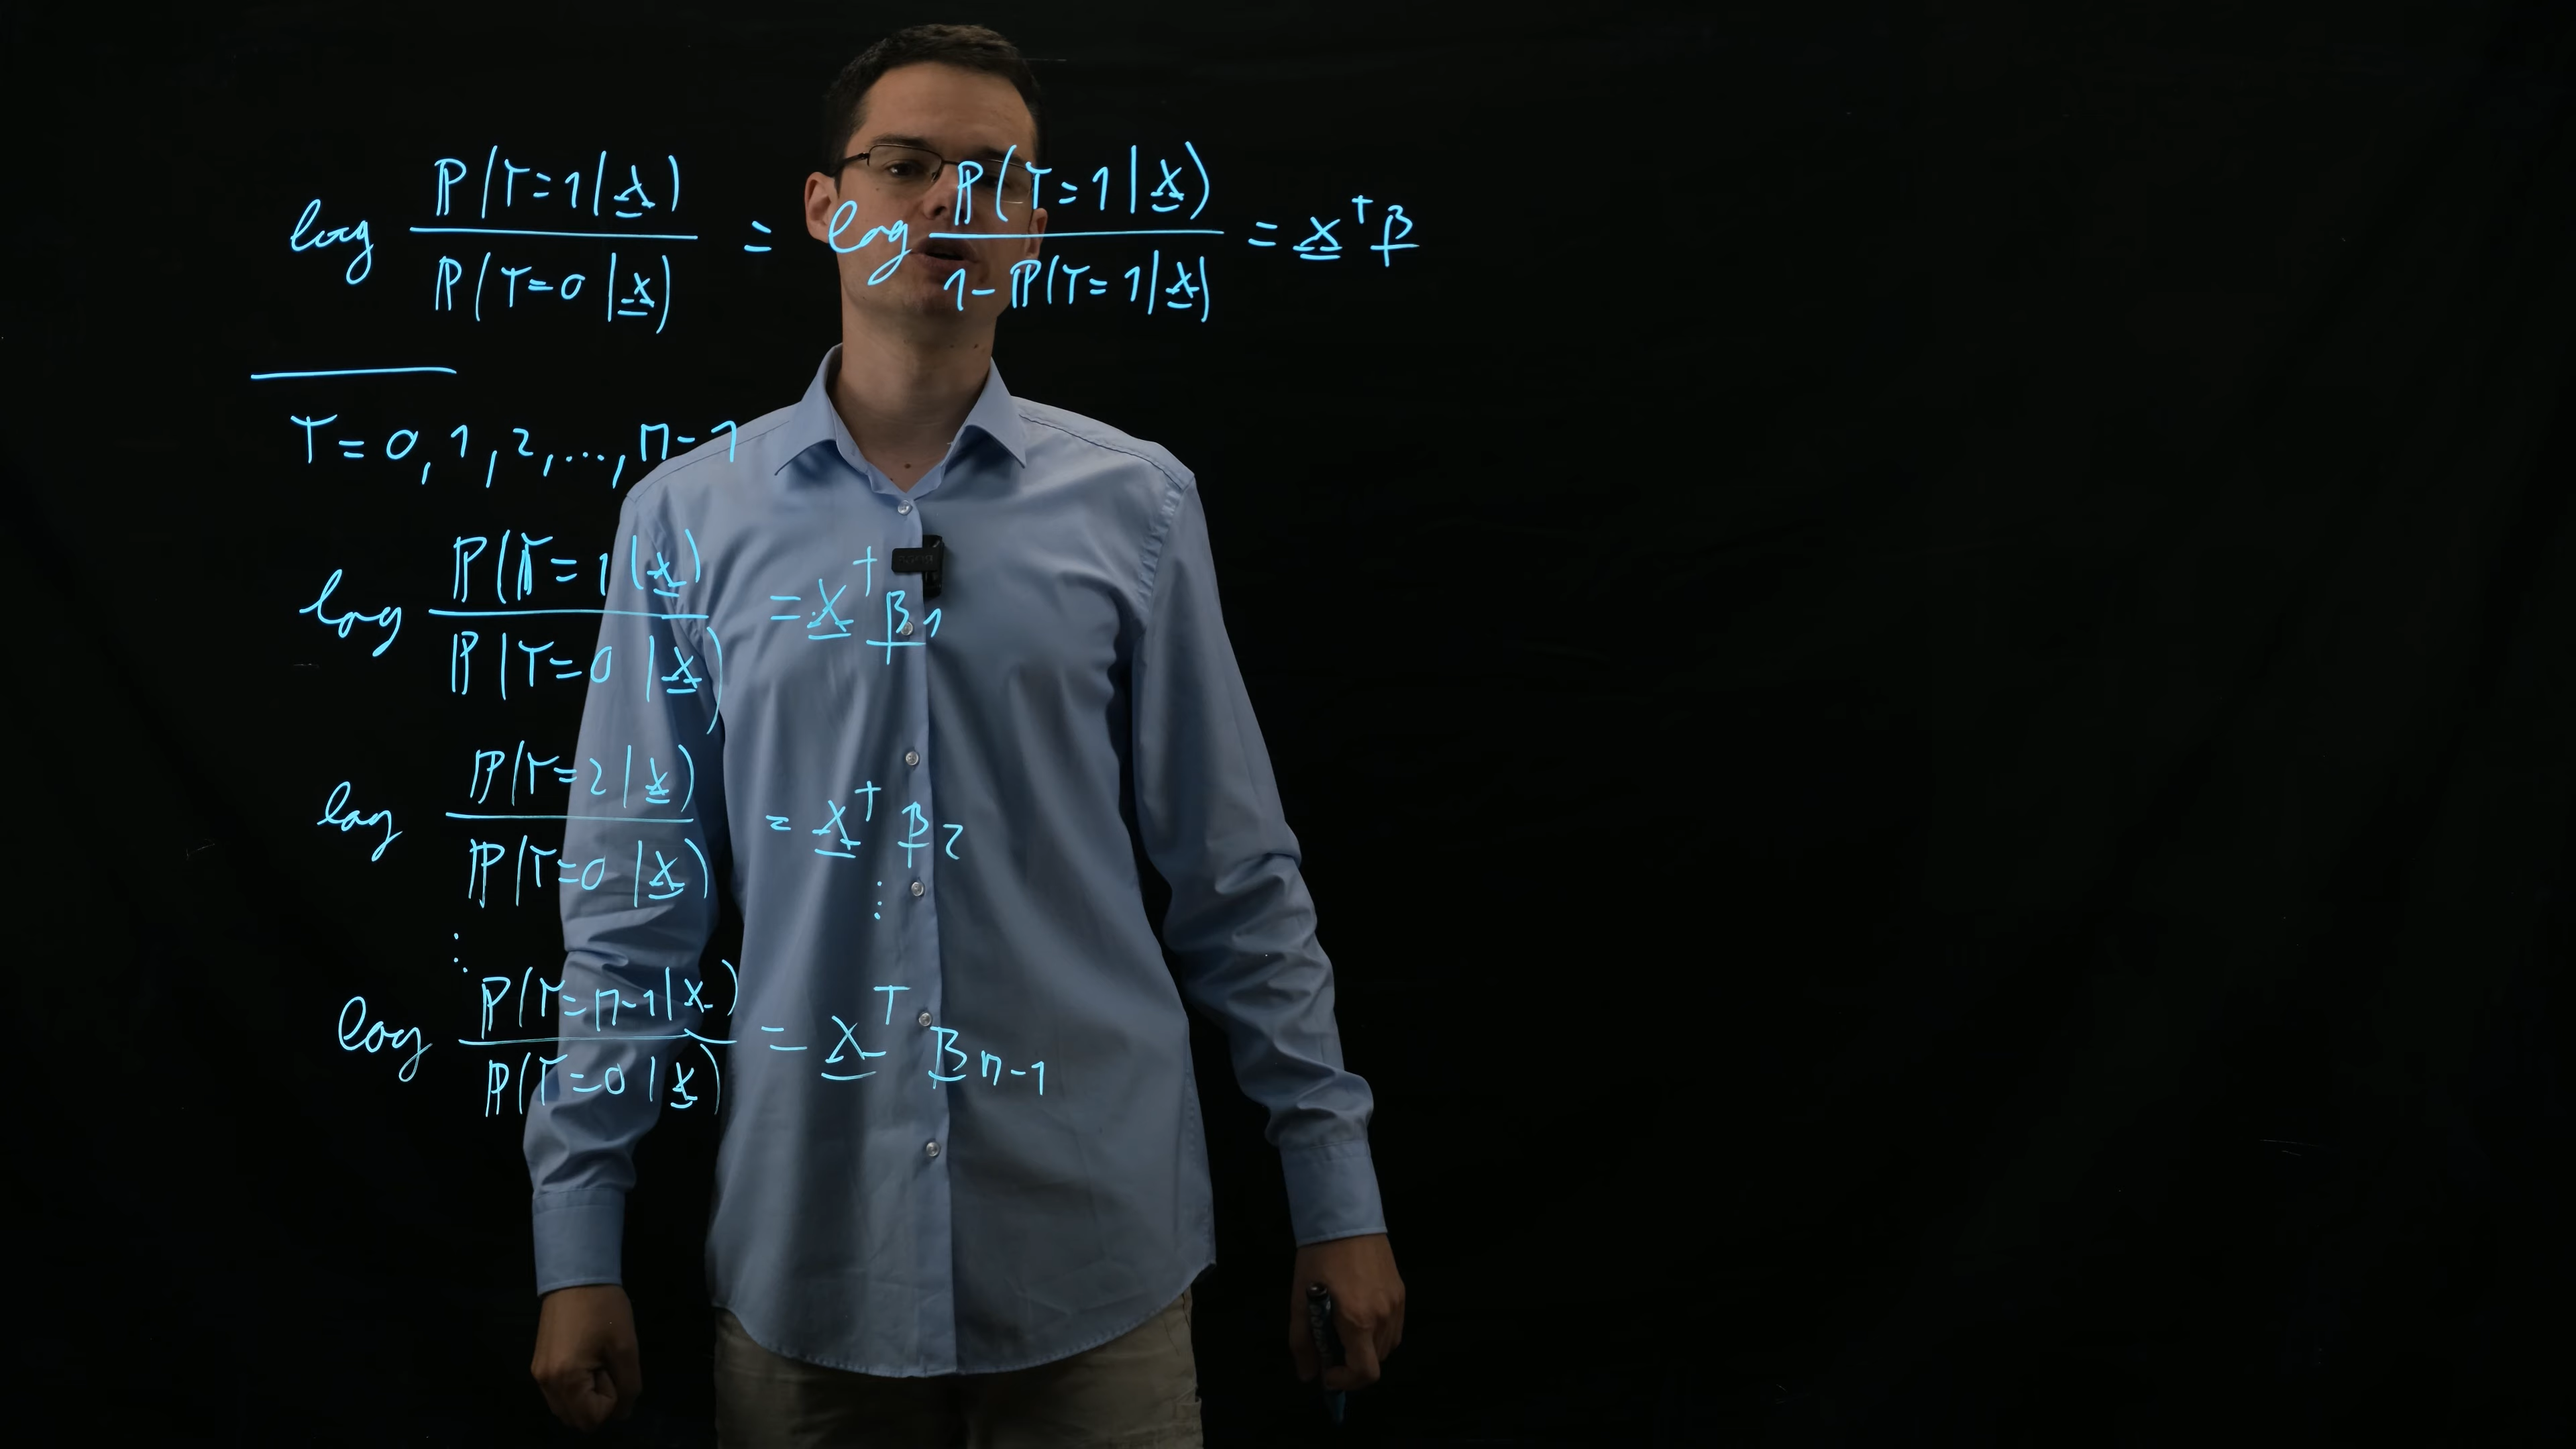 log P(Y=1|x) / P(Y=0|x) = log P(Y=1|x) / 1-P(Y=1|x) = x^T β
Y=0,1,2,...,M-1
log P(Y=1|x) / P(Y=0|x) = x^T β1
log P(Y=2|x) / P(Y=0|x) = x^T β2
⋮ ⋮
log P(Y=M-1|x) / P(Y=0|x) = x^T βM-1